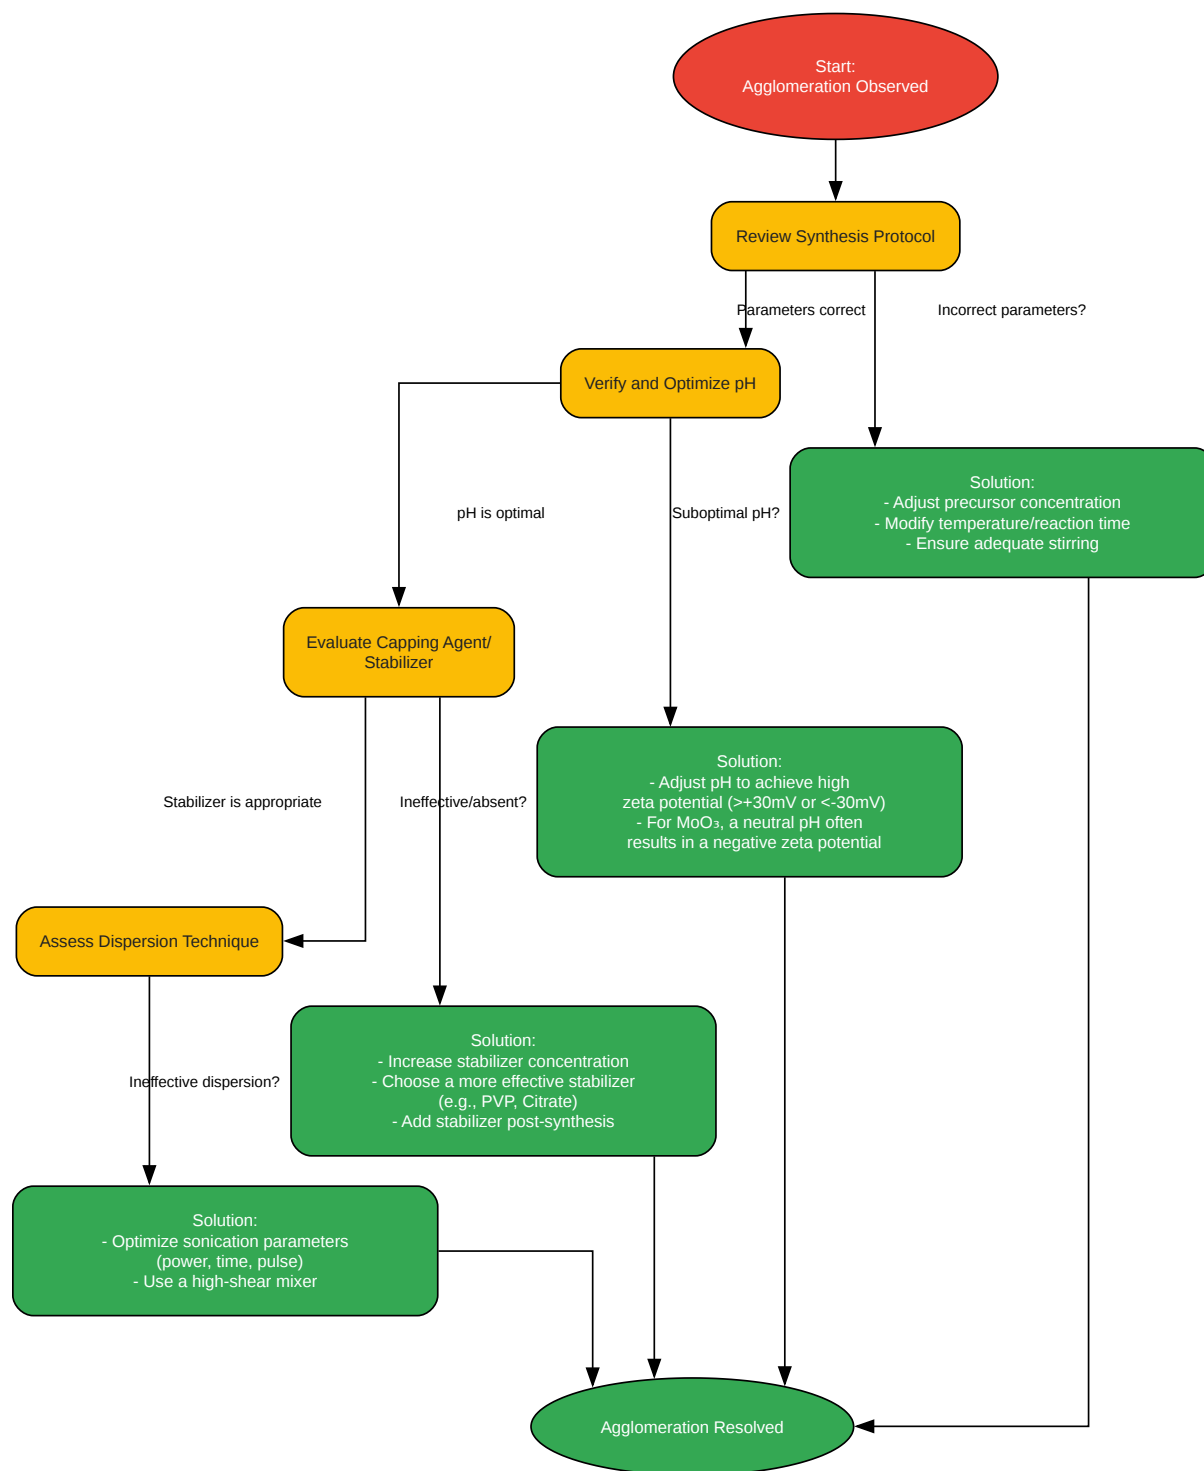 Start:
Agglomeration Observed
Review Synthesis Protocol
Parameters correct
Incorrect parameters?
Verify and Optimize pH
Solution:
- Adjust precursor concentration
- Modify temperature/reaction time
- Ensure adequate stirring
pH is optimal
Suboptimal pH?
Evaluate Capping Agent/
Stabilizer
Solution:
- Adjust pH to achieve high
zeta potential (>+30mV or <-30mV)
- For MoO₃, a neutral pH often
results in a negative zeta potential
Stabilizer is appropriate
Ineffective/absent?
Assess Dispersion Technique
Solution:
- Increase stabilizer concentration
- Choose a more effective stabilizer
(e.g., PVP, Citrate)
- Add stabilizer post-synthesis
Ineffective dispersion?
Solution:
- Optimize sonication parameters
(power, time, pulse)
- Use a high-shear mixer
Agglomeration Resolved